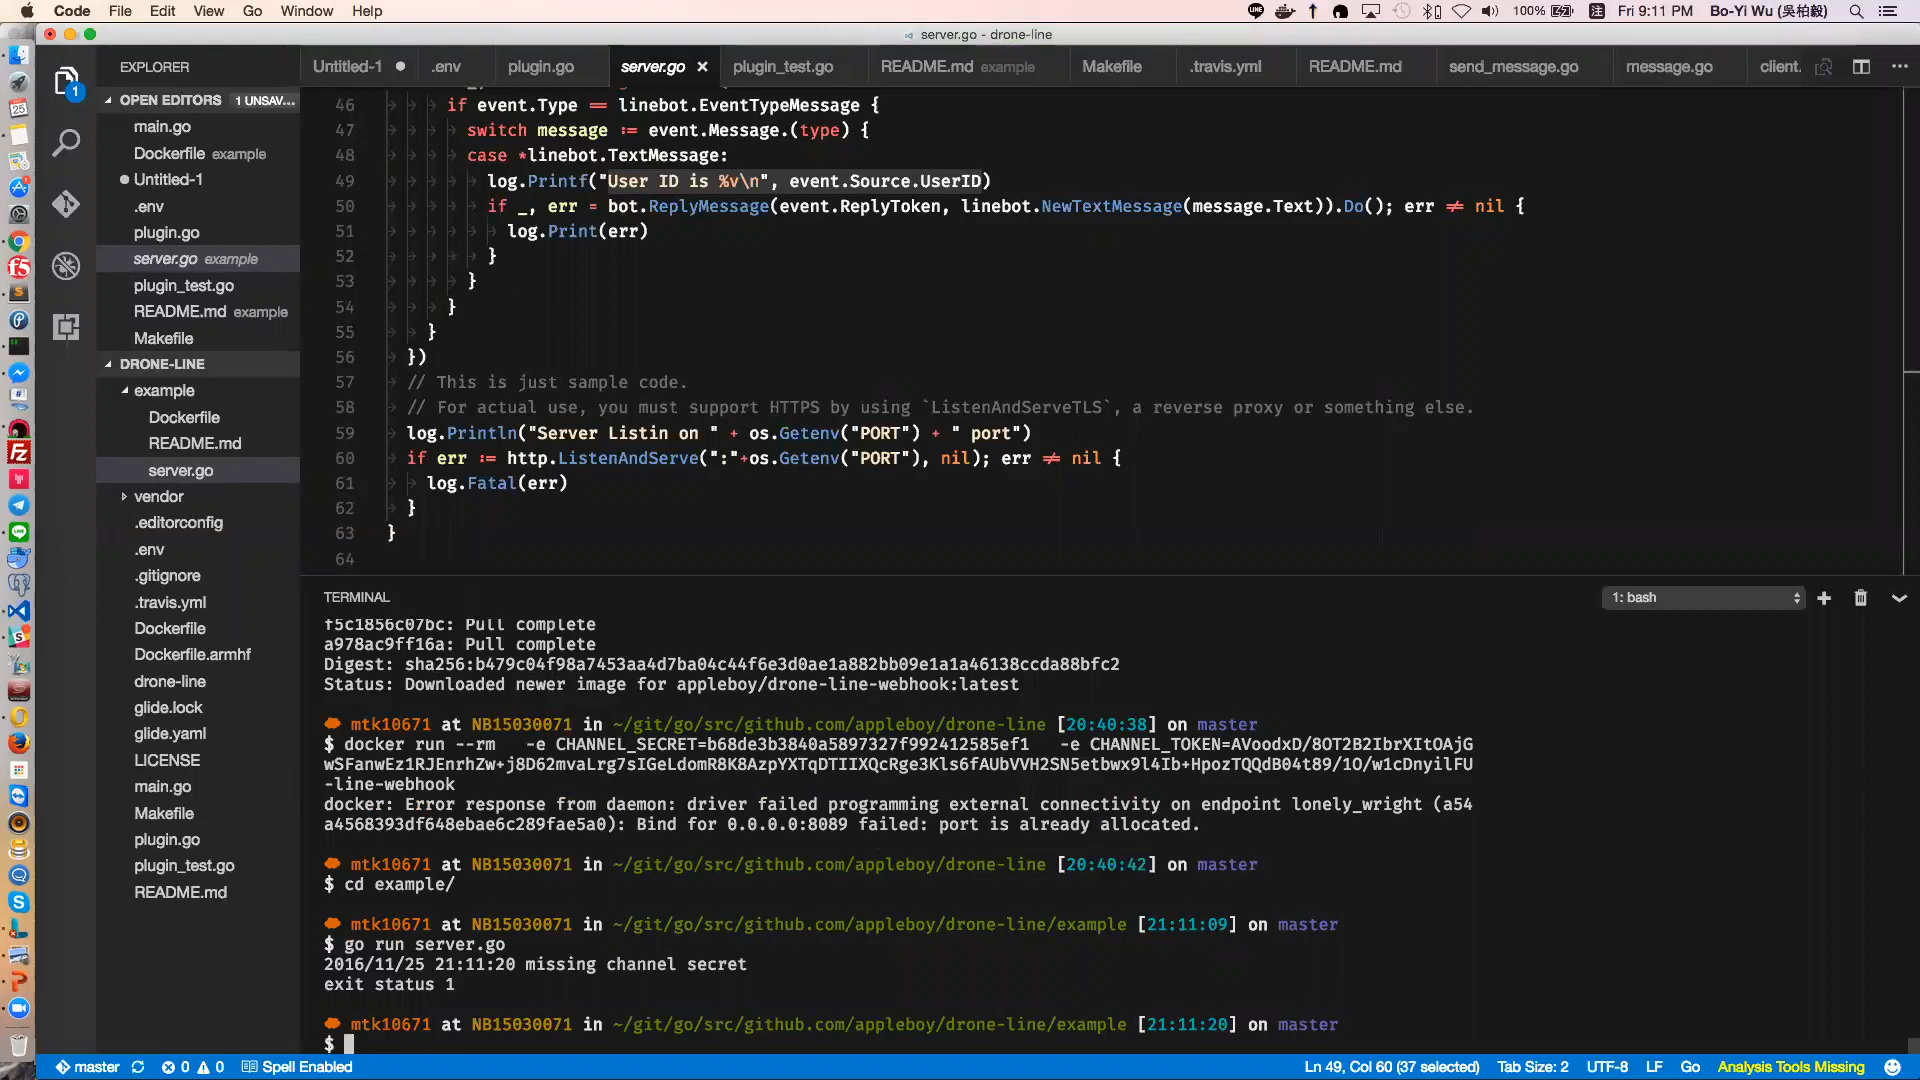 Code File Edit View Go Window Help
100% 注 Fri 9:11 PM Bo-Yi Wu (吳柏毅)
server.go - drone-line
EXPLORER
Untitled-1 .env plugin.go server.go plugin_test.go README.md example Makefile .travis.yml README.md send_message.go message.go client.
OPEN EDITORS 1 UNSAV...
main.go
Dockerfile example
Untitled-1
.env
plugin.go
server.go example
plugin_test.go
README.md example
Makefile
DRONE-LINE
example
Dockerfile
README.md
server.go
vendor
.editorconfig
.env
.gitignore
.travis.yml
Dockerfile
Dockerfile.armhf
drone-line
glide.lock
glide.yaml
LICENSE
main.go
Makefile
plugin.go
plugin_test.go
README.md
46 if event.Type == linebot.EventTypeMessage {
47 switch message := event.Message.(type) {
48 case *linebot.TextMessage:
49 log.Printf("User ID is %v\n", event.Source.UserID)
50 if _, err = bot.ReplyMessage(event.ReplyToken, linebot.NewTextMessage(message.Text)).Do(); err != nil {
51 log.Print(err)
52 }
53 }
54 }
55 }
56 })
57 // This is just sample code.
58 // For actual use, you must support HTTPS by using `ListenAndServeTLS`, a reverse proxy or something else.
59 log.Println("Server Listin on " + os.Getenv("PORT") + " port")
60 if err := http.ListenAndServe(":"+os.Getenv("PORT"), nil); err != nil {
61 log.Fatal(err)
62 }
63 }
64
TERMINAL
1: bash
f5c1856c07bc: Pull complete
a978ac9ff16a: Pull complete
Digest: sha256:b479c04f98a7453aa4d7ba04c44f6e3d0ae1a882bb09e1a1a46138ccda88bfc2
Status: Downloaded newer image for appleboy/drone-line-webhook:latest
mtk10671 at NB15030071 in ~/git/go/src/github.com/appleboy/drone-line [20:40:38] on master
$ docker run --rm -e CHANNEL_SECRET=b68de3b3840a5897327f992412585ef1 -e CHANNEL_TOKEN=AVoodxD/8OT2B2IbrXItOAjG
wSFanwEz1RJEnrhZw+j8D62mvaLrg7sIGeLdomR8K8AzpYXTqDTIIXQcRge3Kls6fAUbVVH2SN5etbwx9l4Ib+HpozTQQdB04t89/1O/w1cDnyilFU
-line-webhook
docker: Error response from daemon: driver failed programming external connectivity on endpoint lonely_wright (a54
a4568393df648ebae6c289fae5a0): Bind for 0.0.0.0:8089 failed: port is already allocated.
mtk10671 at NB15030071 in ~/git/go/src/github.com/appleboy/drone-line [20:40:42] on master
$ cd example/
mtk10671 at NB15030071 in ~/git/go/src/github.com/appleboy/drone-line/example [21:11:09] on master
$ go run server.go
2016/11/25 21:11:20 missing channel secret
exit status 1
mtk10671 at NB15030071 in ~/git/go/src/github.com/appleboy/drone-line/example [21:11:20] on master
$
master 0 0 Spell Enabled
Ln 49, Col 60 (37 selected) Tab Size: 2 UTF-8 LF Go Analysis Tools Missing